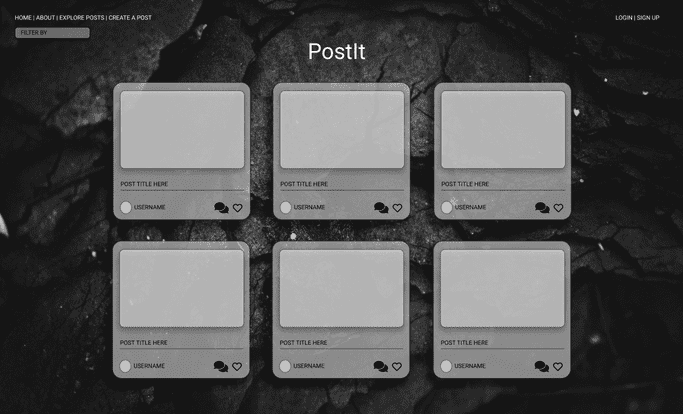 HOME | ABOUT | EXPLORE POSTS | CREATE A POST
LOGIN | SIGN UP
FILTER BY
PostIt
POST TITLE HERE
USERNAME
POST TITLE HERE
USERNAME
POST TITLE HERE
USERNAME
POST TITLE HERE
USERNAME
POST TITLE HERE
USERNAME
POST TITLE HERE
USERNAME